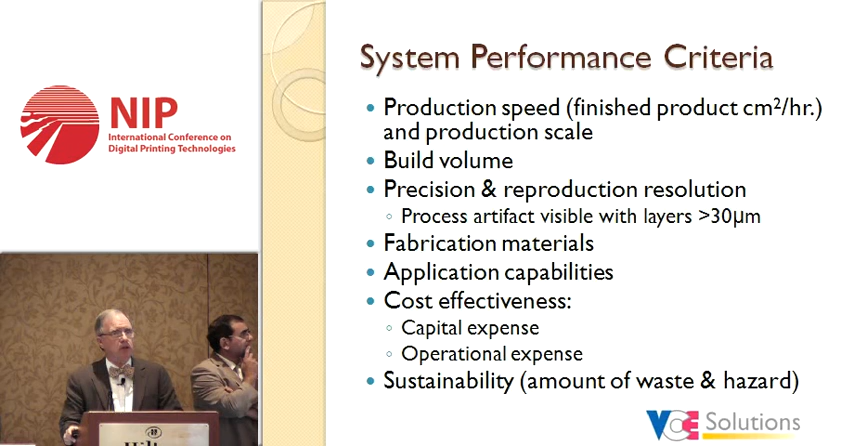 NIP
International Conference on
Digital Printing Technologies
System Performance Criteria
• Production speed (finished product cm²/hr.)
and production scale
• Build volume
• Precision & reproduction resolution
◦ Process artifact visible with layers >30µm
• Fabrication materials
• Application capabilities
• Cost effectiveness:
◦ Capital expense
◦ Operational expense
• Sustainability (amount of waste & hazard)
Solutions